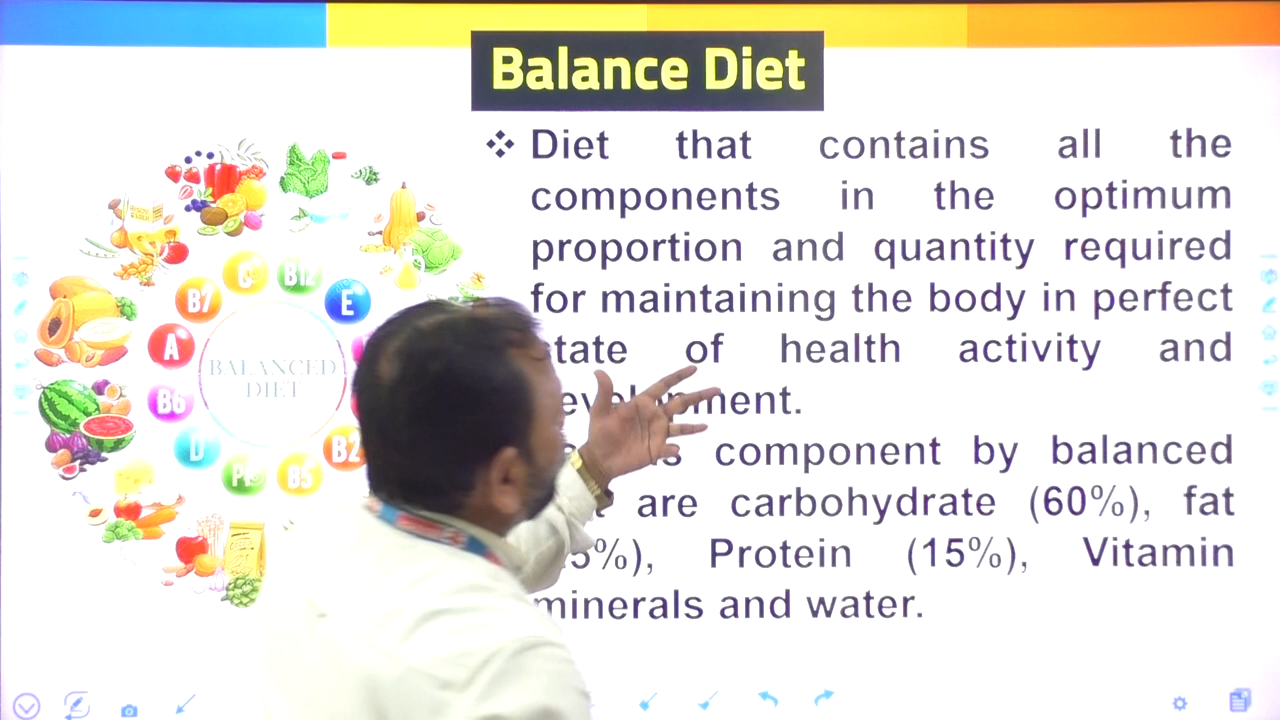 Balance Diet
Diet that contains all the
components in the optimum
proportion and quantity required
for maintaining the body in perfect
state of health activity and
development.
component by balanced
are carbohydrate (60%), fat
5%), Protein (15%), Vitamin
minerals and water.
C B12
B7 E
A
B6
D B2
B5
BALANCED
DIET